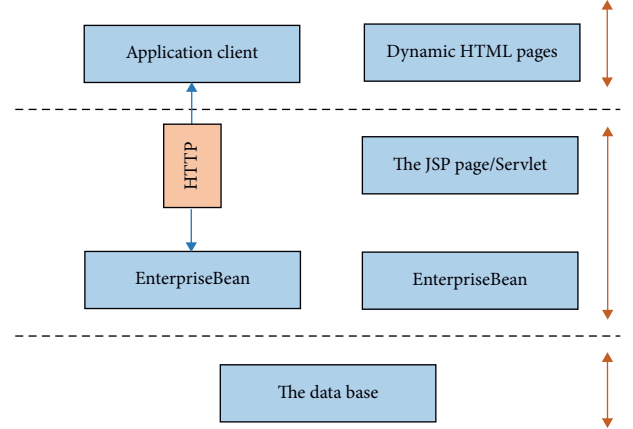 Application client
Dynamic HTML pages
HTTP
The JSP page/Servlet
EnterpriseBean
EnterpriseBean
The data base